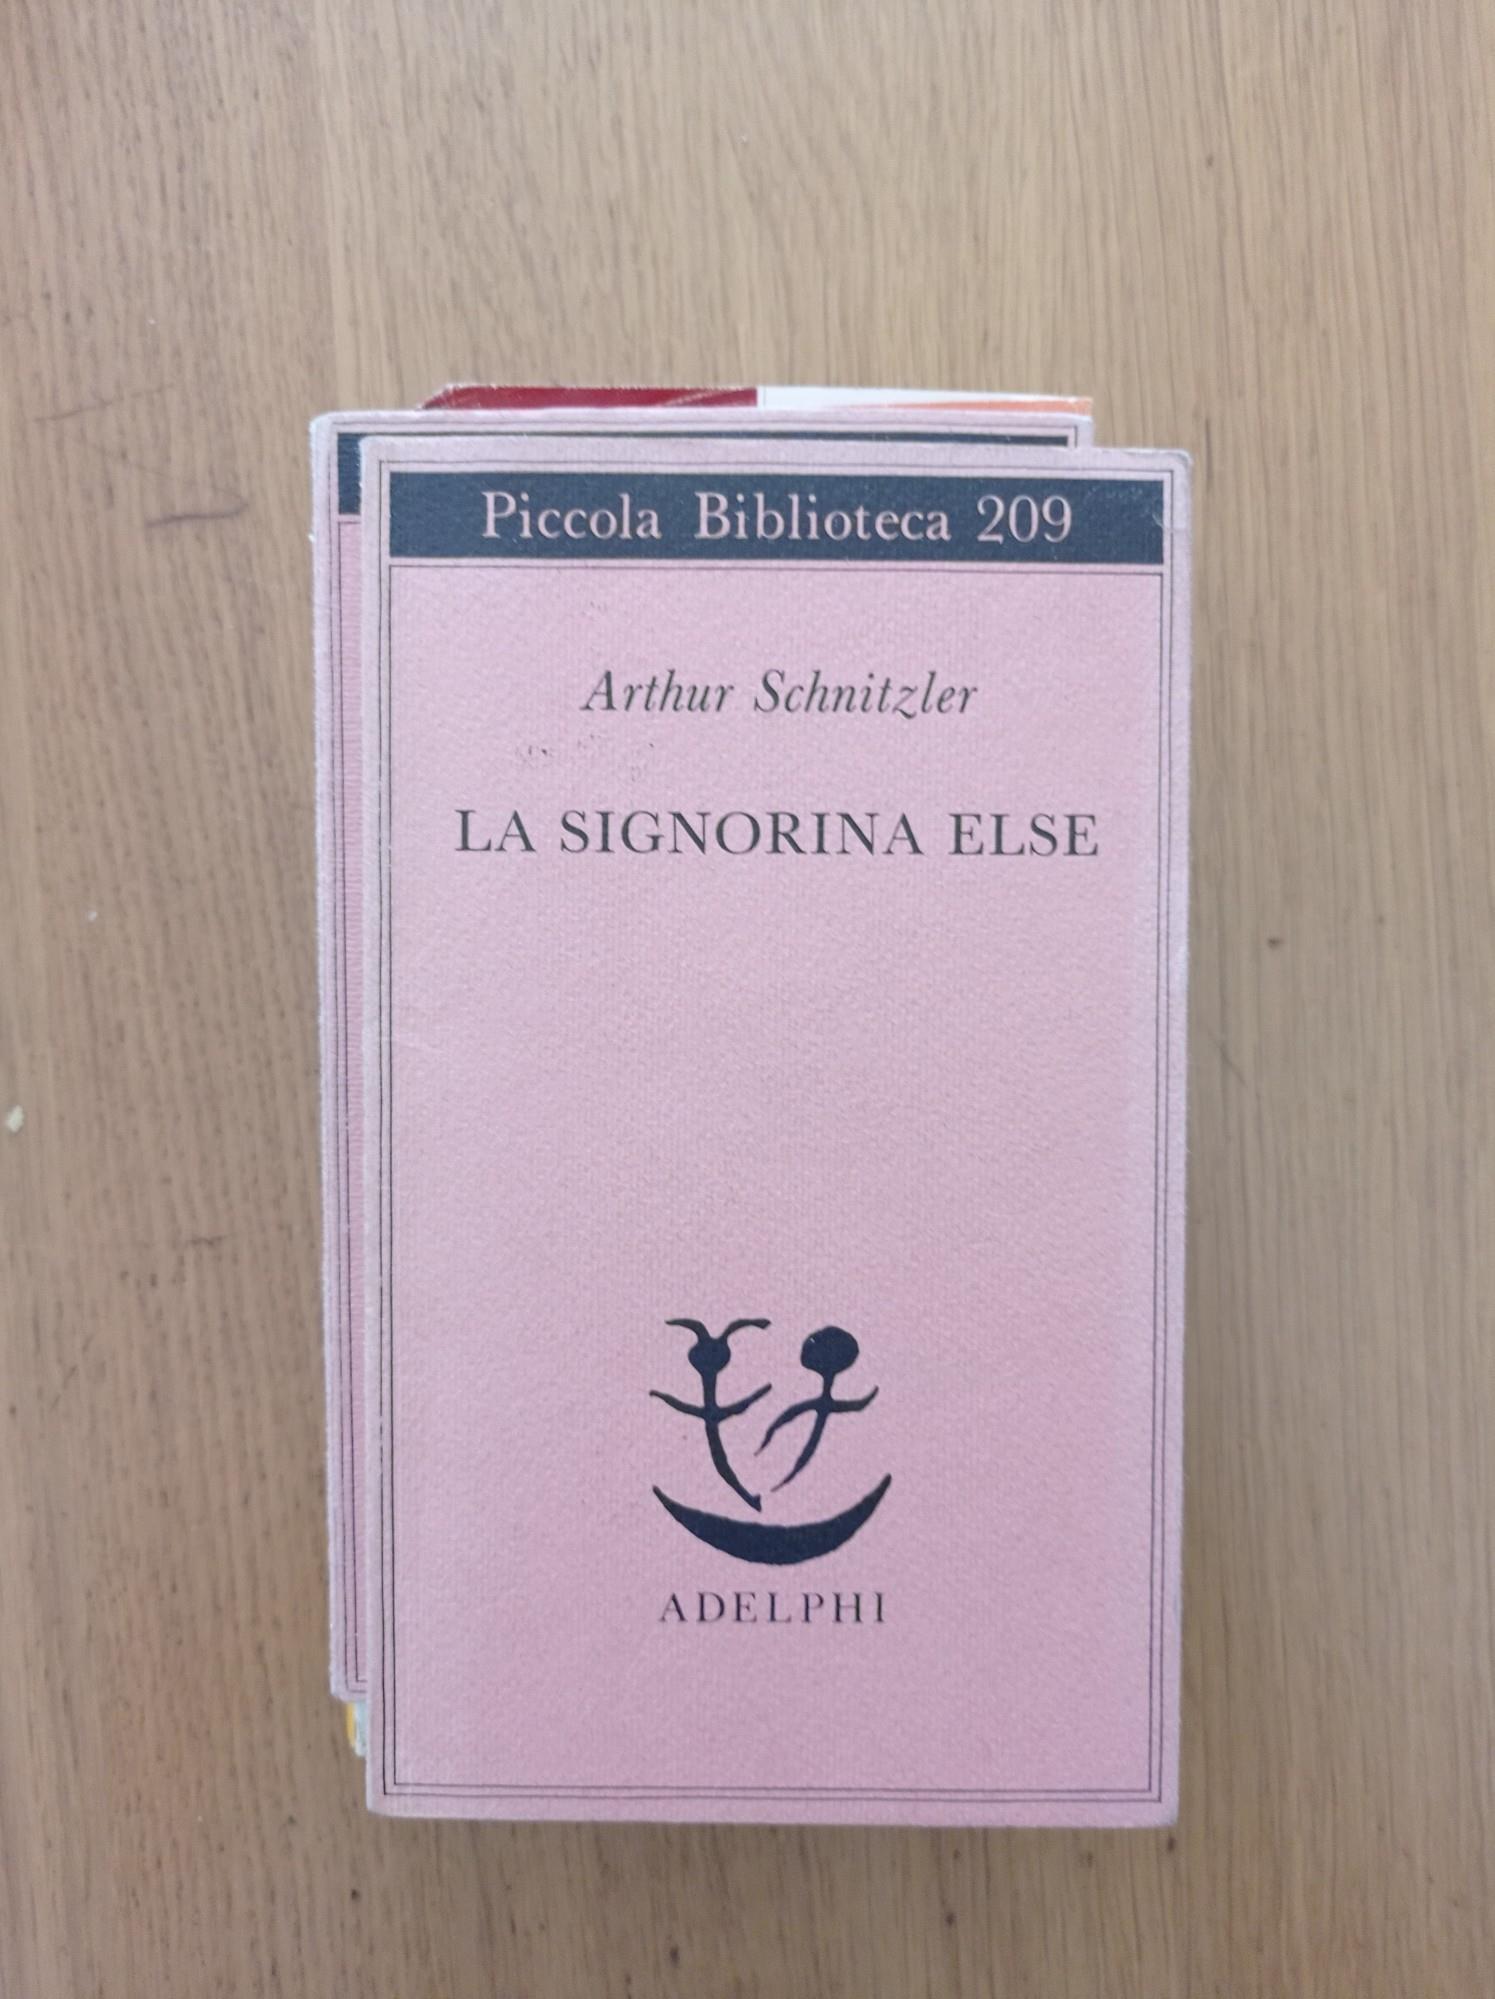 Piccola Biblioteca 209
Arthur Schnitzler
LA SIGNORINA ELSE
ADELPHI